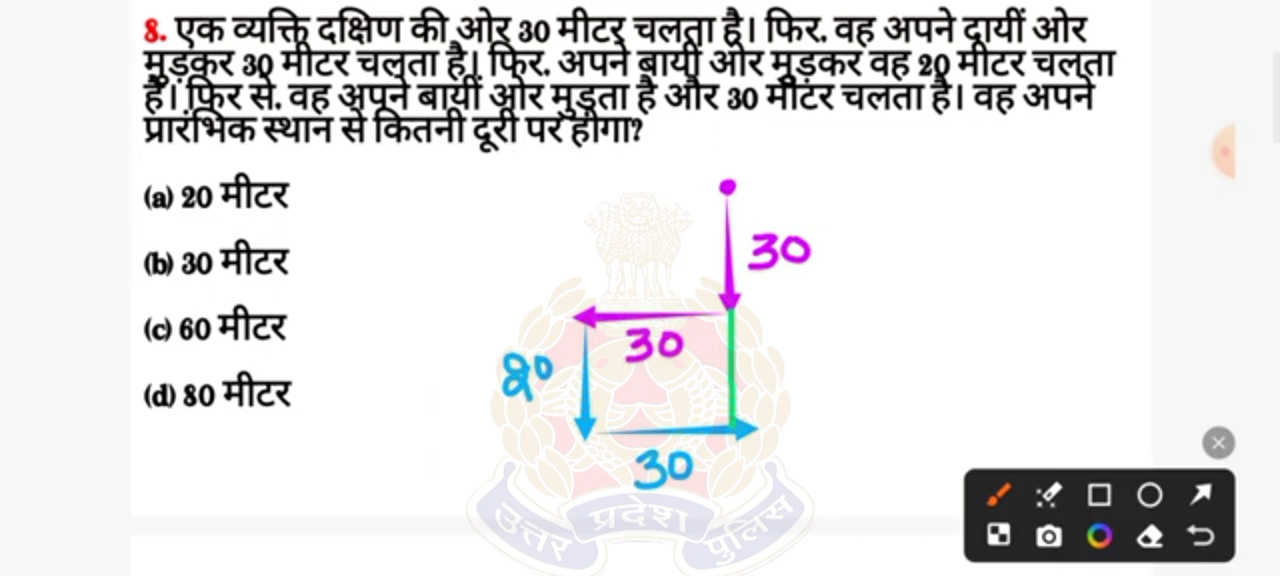 8. एक व्यक्ति दक्षिण की ओर 30 मीटर चलता है। फिर. वह अपने दायीं ओर
मुड़कर 30 मीटर चलता है। फिर. अपने बायीं ओर मुड़कर वह 20 मीटर चलता
है। फिर से. वह अपने बायीं ओर मुड़ता है और 30 मीटर चलता है। वह अपने
प्रारंभिक स्थान से कितनी दूरी पर होगा?
(a) 20 मीटर
(b) 30 मीटर
(c) 60 मीटर
(d) 80 मीटर
30
30
20
30
उत्तर प्रदेश पुलिस